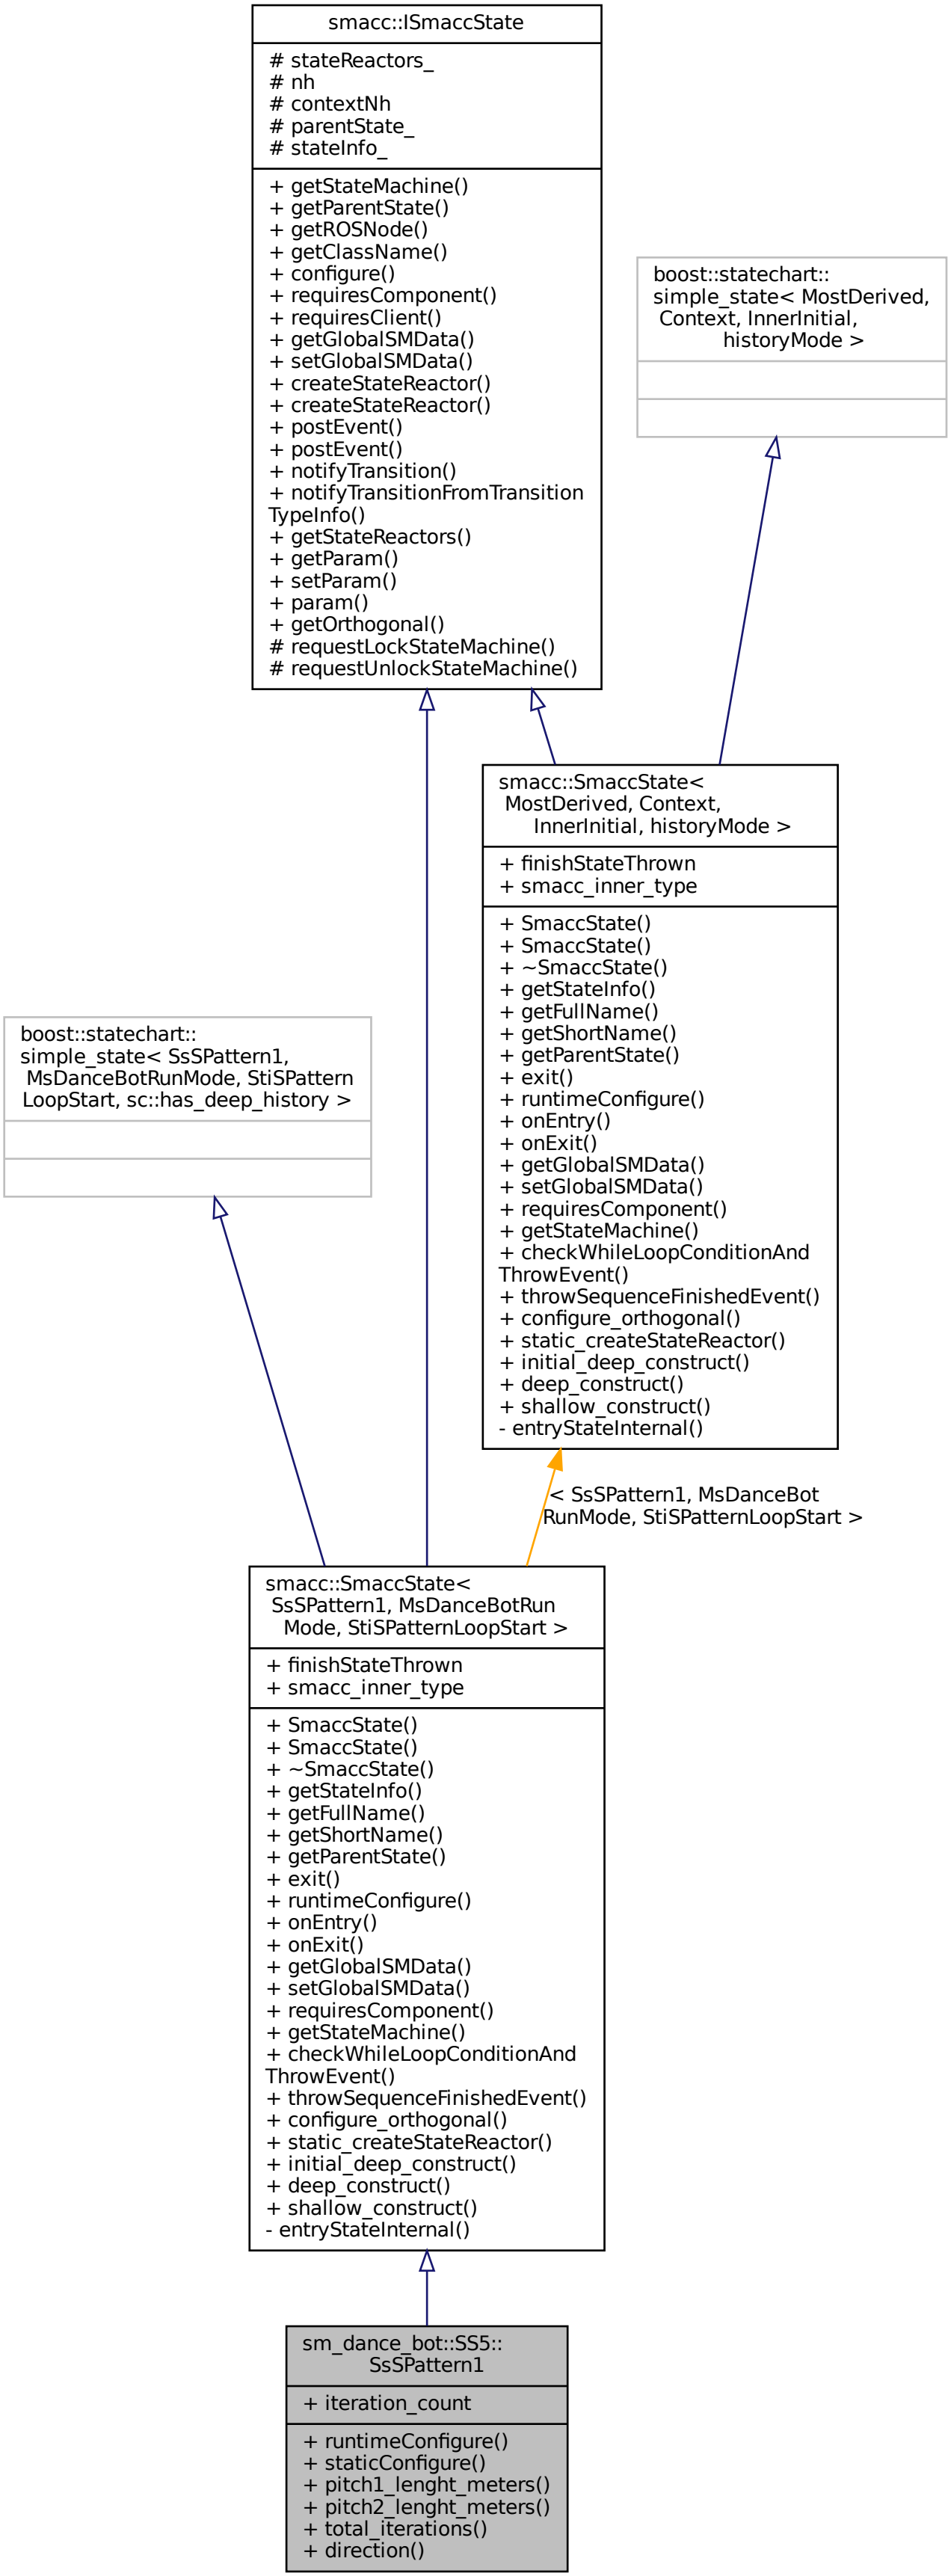 smacc::ISmaccState
# stateReactors_
# nh
# contextNh
# parentState_
# stateInfo_
+ getStateMachine()
+ getParentState()
+ getROSNode()
+ getClassName()
+ configure()
+ requiresComponent()
+ requiresClient()
+ getGlobalSMData()
+ setGlobalSMData()
+ createStateReactor()
+ createStateReactor()
+ postEvent()
+ postEvent()
+ notifyTransition()
+ notifyTransitionFromTransition
TypeInfo()
+ getStateReactors()
+ getParam()
+ setParam()
+ param()
+ getOrthogonal()
# requestLockStateMachine()
# requestUnlockStateMachine()
boost::statechart::
simple_state< MostDerived,
Context, InnerInitial,
historyMode >
smacc::SmaccState<
MostDerived, Context,
InnerInitial, historyMode >
+ finishStateThrown
+ smacc_inner_type
+ SmaccState()
+ SmaccState()
+ ~SmaccState()
+ getStateInfo()
+ getFullName()
+ getShortName()
+ getParentState()
+ exit()
+ runtimeConfigure()
+ onEntry()
+ onExit()
+ getGlobalSMData()
+ setGlobalSMData()
+ requiresComponent()
+ getStateMachine()
+ checkWhileLoopConditionAnd
ThrowEvent()
+ throwSequenceFinishedEvent()
+ configure_orthogonal()
+ static_createStateReactor()
+ initial_deep_construct()
+ deep_construct()
+ shallow_construct()
- entryStateInternal()
boost::statechart::
simple_state< SsSPattern1,
MsDanceBotRunMode, StiSPattern
LoopStart, sc::has_deep_history >
< SsSPattern1, MsDanceBot
RunMode, StiSPatternLoopStart >
smacc::SmaccState<
SsSPattern1, MsDanceBotRun
Mode, StiSPatternLoopStart >
+ finishStateThrown
+ smacc_inner_type
+ SmaccState()
+ SmaccState()
+ ~SmaccState()
+ getStateInfo()
+ getFullName()
+ getShortName()
+ getParentState()
+ exit()
+ runtimeConfigure()
+ onEntry()
+ onExit()
+ getGlobalSMData()
+ setGlobalSMData()
+ requiresComponent()
+ getStateMachine()
+ checkWhileLoopConditionAnd
ThrowEvent()
+ throwSequenceFinishedEvent()
+ configure_orthogonal()
+ static_createStateReactor()
+ initial_deep_construct()
+ deep_construct()
+ shallow_construct()
- entryStateInternal()
sm_dance_bot::SS5::
SsSPattern1
+ iteration_count
+ runtimeConfigure()
+ staticConfigure()
+ pitch1_lenght_meters()
+ pitch2_lenght_meters()
+ total_iterations()
+ direction()